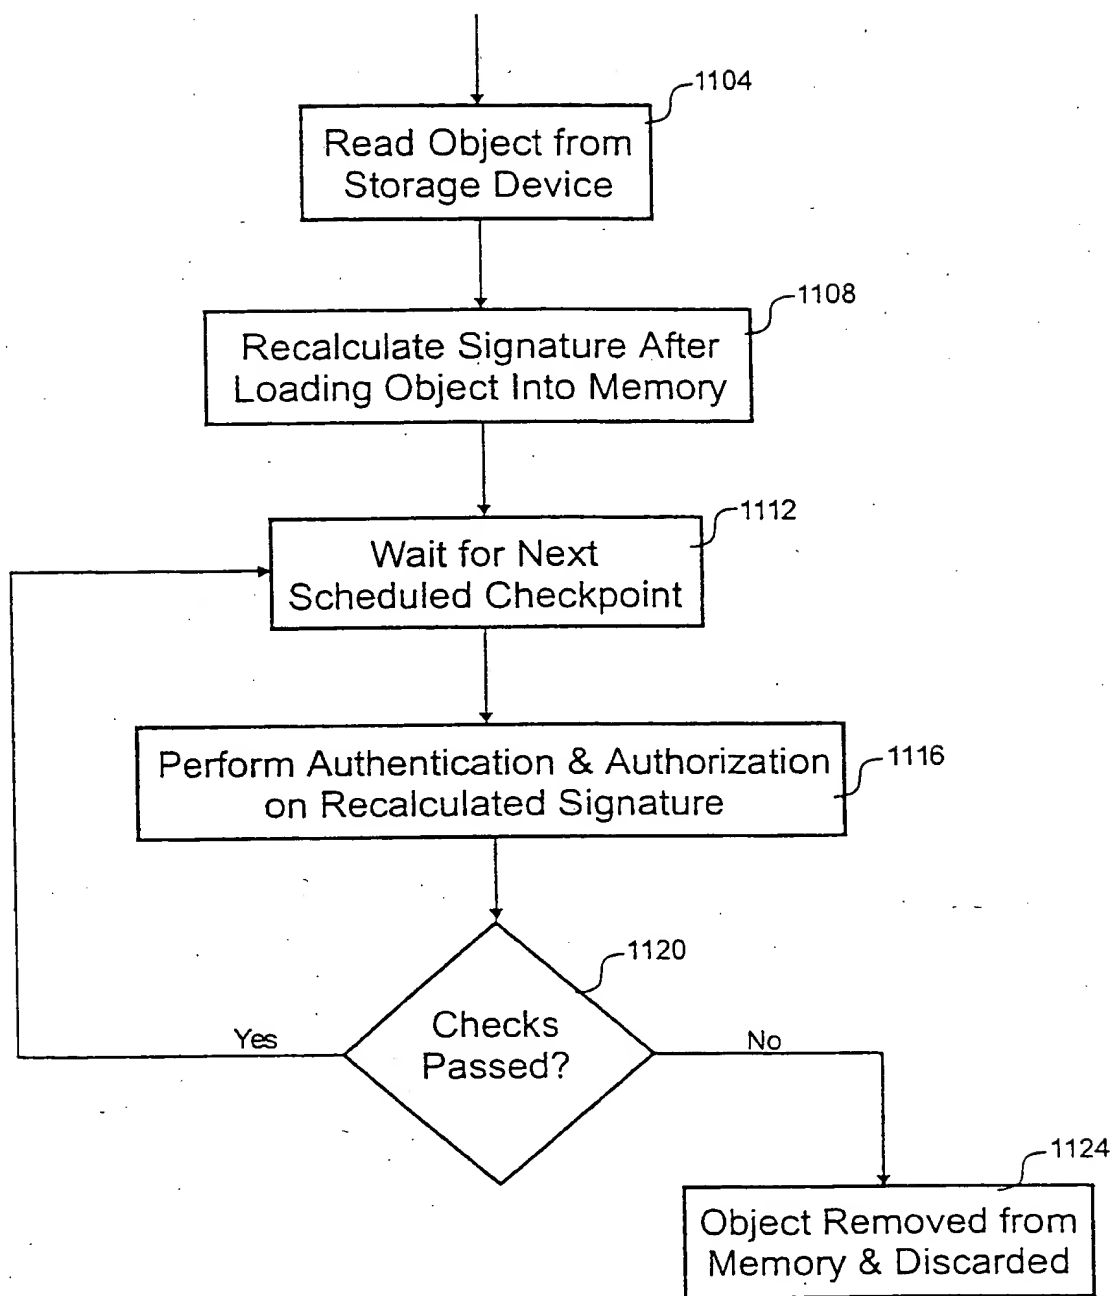 1104
Read Object from
Storage Device
1108
Recalculate Signature After
Loading Object Into Memory
1112
Wait for Next
Scheduled Checkpoint
Perform Authentication & Authorization
on Recalculated Signature
1116
1120
Checks
Passed?
Yes
No
1124
Object Removed from
Memory & Discarded